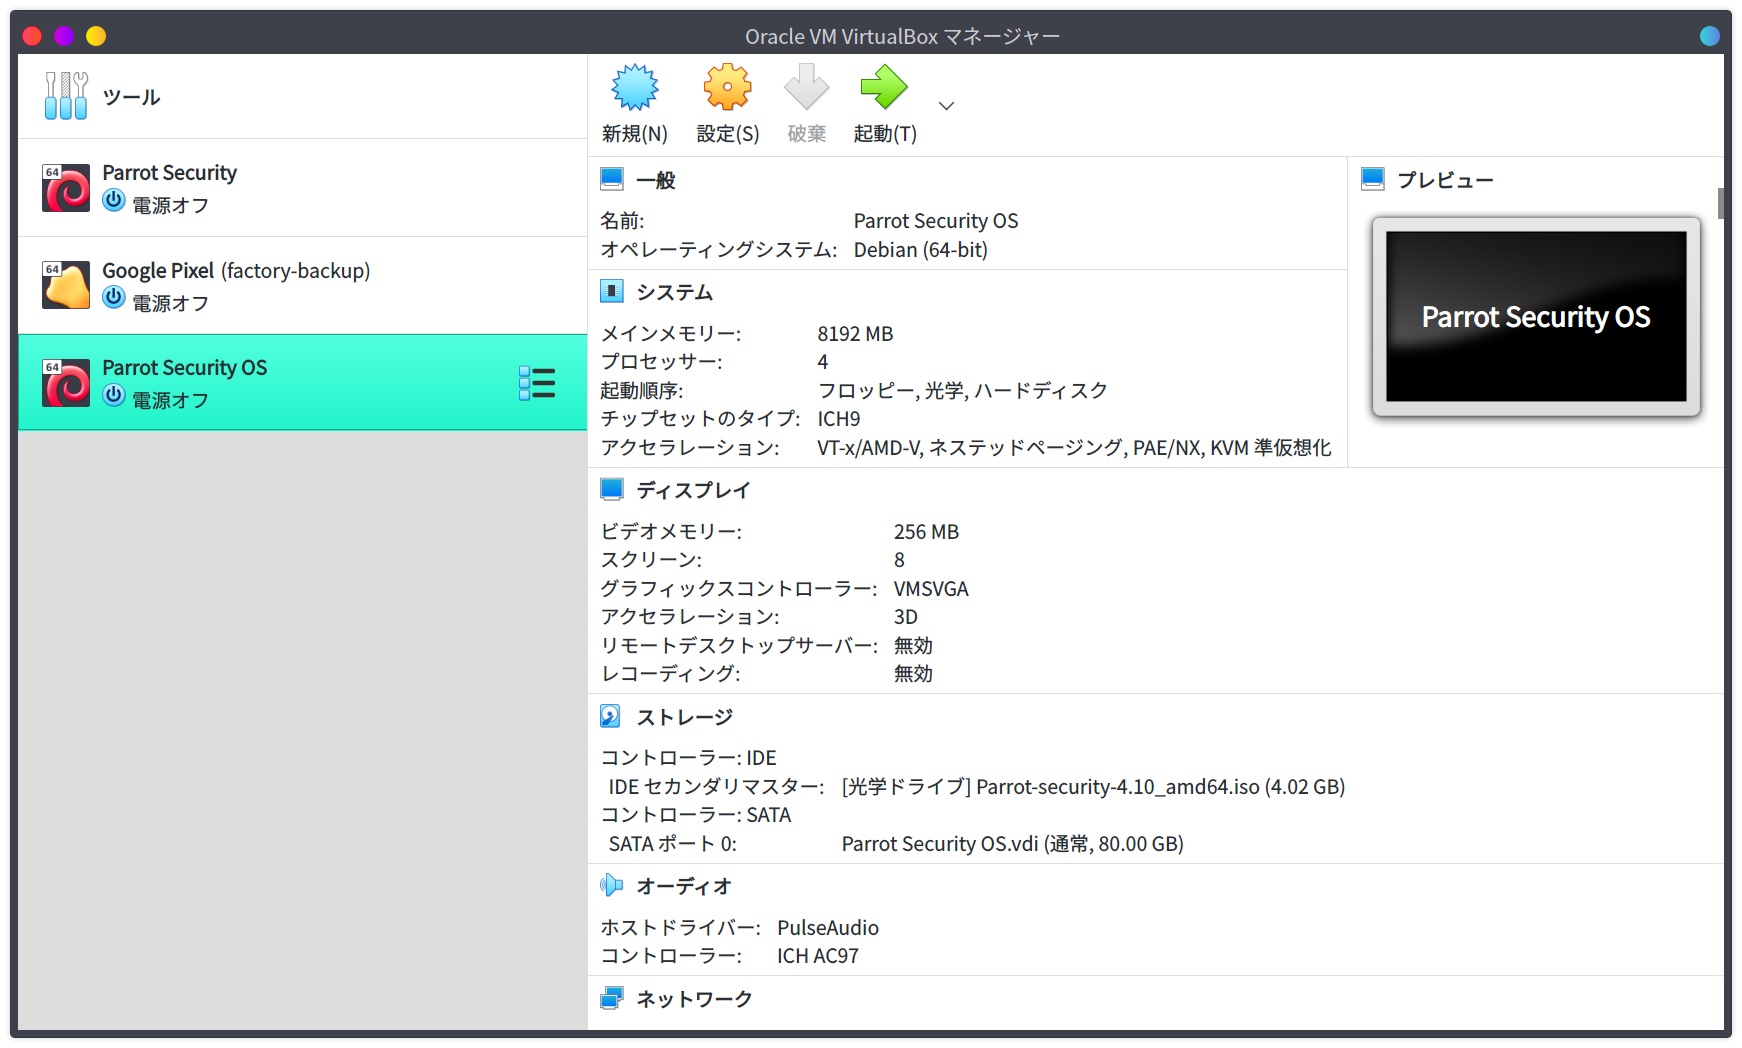 Oracle VM VirtualBox マネージャー
ツール
64
Parrot Security
電源オフ
64
Google Pixel (factory-backup)
電源オフ
64
Parrot Security OS
電源オフ
新規(N) 設定(S) 破棄 起動(T)
一般
名前: Parrot Security OS
オペレーティングシステム: Debian (64-bit)
プレビュー
Parrot Security OS
システム
メインメモリー: 8192 MB
プロセッサー: 4
起動順序: フロッピー, 光学, ハードディスク
チップセットのタイプ: ICH9
アクセラレーション: VT-x/AMD-V, ネステッドページング, PAE/NX, KVM 準仮想化
ディスプレイ
ビデオメモリー: 256 MB
スクリーン: 8
グラフィックスコントローラー: VMSVGA
アクセラレーション: 3D
リモートデスクトップサーバー: 無効
レコーディング: 無効
ストレージ
コントローラー: IDE
IDE セカンダリマスター: [光学ドライブ] Parrot-security-4.10_amd64.iso (4.02 GB)
コントローラー: SATA
SATA ポート 0: Parrot Security OS.vdi (通常, 80.00 GB)
オーディオ
ホストドライバー: PulseAudio
コントローラー: ICH AC97
ネットワーク